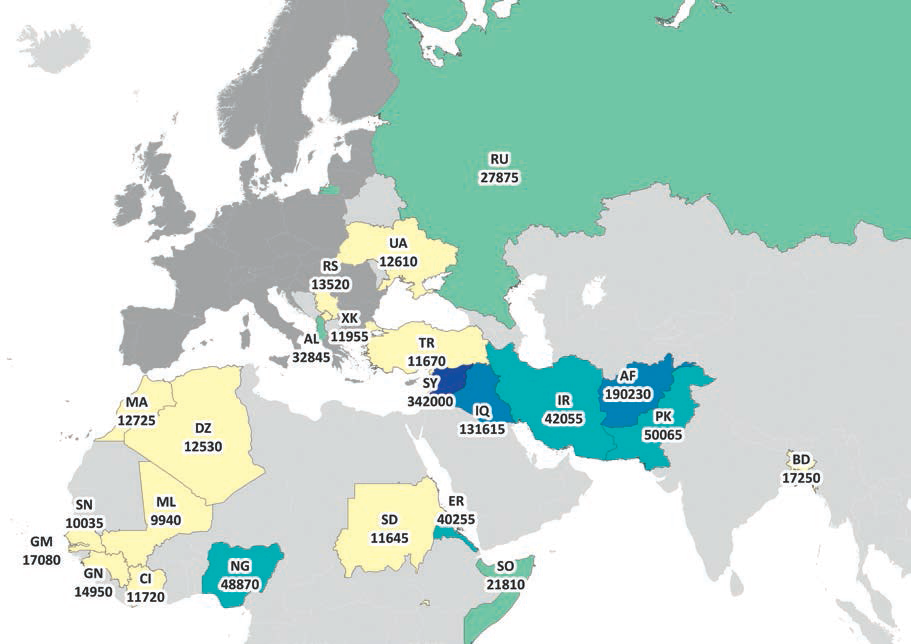 RU
27875
UA
12610
RS
13520
XK
11955
AL
32845
TR
11670
SY
342000
IQ
131615
IR
42055
AF
190230
PK
50065
BD
17250
MA
12725
DZ
12530
ML
9940
SN
10035
GM
17080
GN
14950
CI
11720
NG
48870
SD
11645
ER
40255
SO
21810